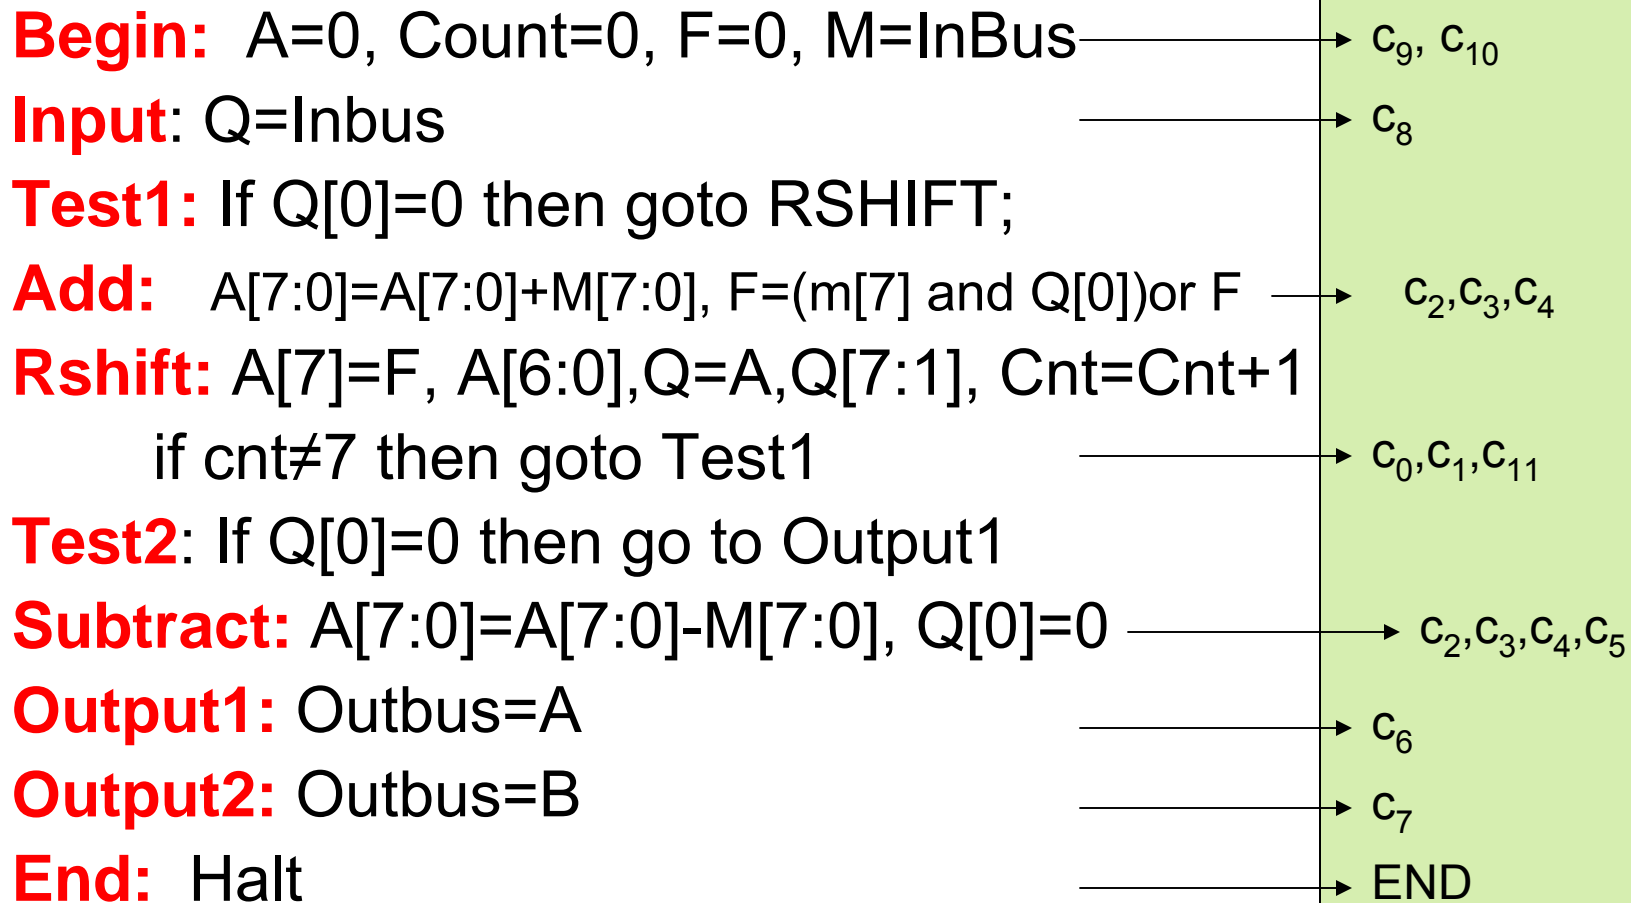 Begin: A=0, Count=0, F=0, M=InBus c₉, c₁₀
Input: Q=Inbus c₈
Test1: If Q[0]=0 then goto RSHIFT;
Add: A[7:0]=A[7:0]+M[7:0], F=(m[7] and Q[0])or F c₂,c₃,c₄
Rshift: A[7]=F, A[6:0],Q=A,Q[7:1], Cnt=Cnt+1
if cnt≠7 then goto Test1 c₀,c₁,c₁₁
Test2: If Q[0]=0 then go to Output1
Subtract: A[7:0]=A[7:0]-M[7:0], Q[0]=0 c₂,c₃,c₄,c₅
Output1: Outbus=A c₆
Output2: Outbus=B c₇
End: Halt END